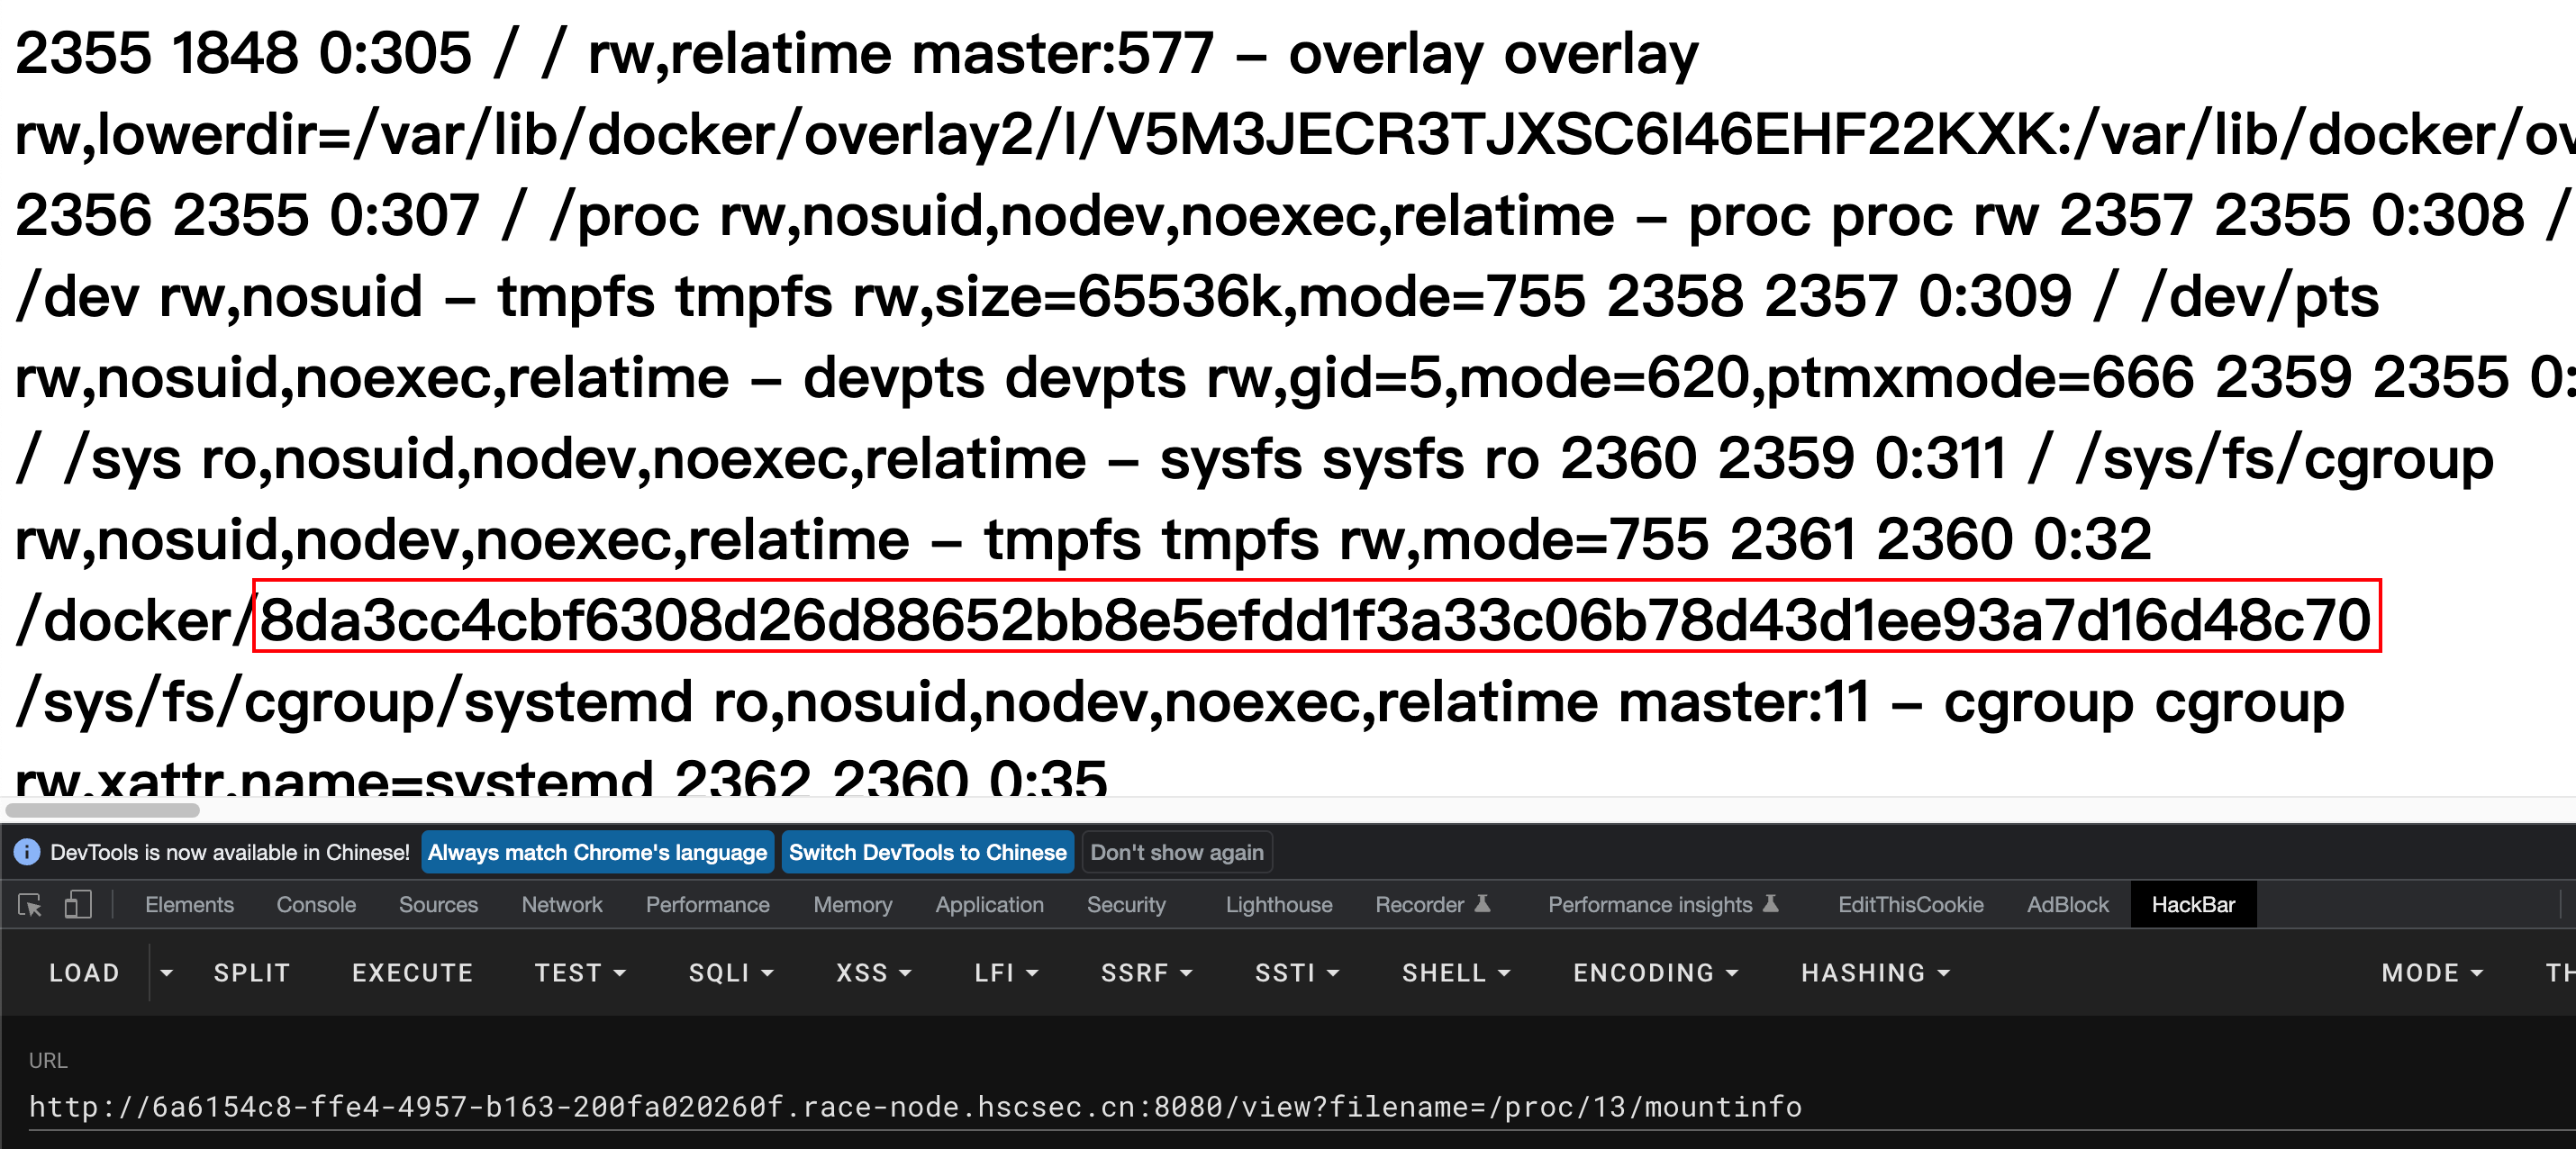 2355 1848 0:305 / / rw,relatime master:577 – overlay overlay
rw,lowerdir=/var/lib/docker/overlay2/l/V5M3JECR3TJXSC6I46EHF22KXK:/var/lib/docker/ov
2356 2355 0:307 / /proc rw,nosuid,nodev,noexec,relatime – proc proc rw 2357 2355 0:308 /
/dev rw,nosuid – tmpfs tmpfs rw,size=65536k,mode=755 2358 2357 0:309 / /dev/pts
rw,nosuid,noexec,relatime – devpts devpts rw,gid=5,mode=620,ptmxmode=666 2359 2355 0:
/ /sys ro,nosuid,nodev,noexec,relatime – sysfs sysfs ro 2360 2359 0:311 / /sys/fs/cgroup
rw,nosuid,nodev,noexec,relatime – tmpfs tmpfs rw,mode=755 2361 2360 0:32
/docker/8da3cc4cbf6308d26d88652bb8e5efdd1f3a33c06b78d43d1ee93a7d16d48c70
/sys/fs/cgroup/systemd ro,nosuid,nodev,noexec,relatime master:11 – cgroup cgroup
rw,xattr,name=systemd 2362 2360 0:35
DevTools is now available in Chinese! Always match Chrome's language Switch DevTools to Chinese Don't show again
Elements Console Sources Network Performance Memory Application Security Lighthouse Recorder Performance insights EditThisCookie AdBlock HackBar
LOAD SPLIT EXECUTE TEST SQLI XSS LFI SSRF SSTI SHELL ENCODING HASHING MODE TH
URL
http://6a6154c8-ffe4-4957-b163-200fa020260f.race-node.hscsec.cn:8080/view?filename=/proc/13/mountinfo